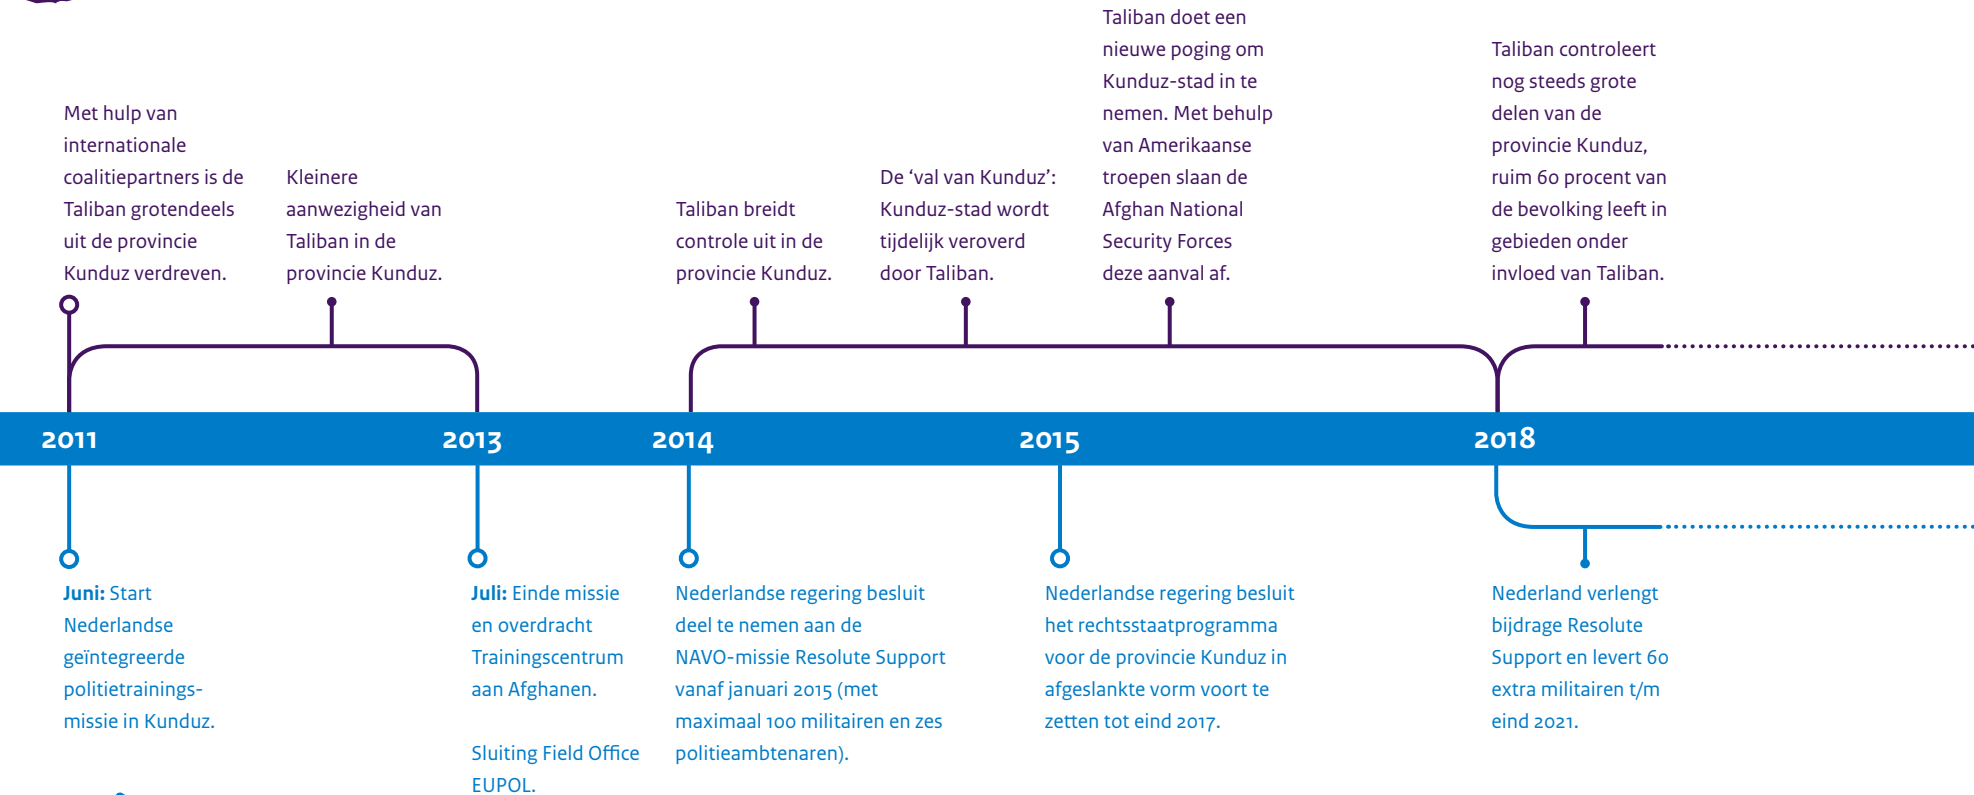 Met hulp van
internationale
coalitiepartners is de
Taliban grotendeels
uit de provincie
Kunduz verdreven.
Kleinere
aanwezigheid van
Taliban in de
provincie Kunduz.
Taliban breidt
controle uit in de
provincie Kunduz.
De ‘val van Kunduz’:
Kunduz-stad wordt
tijdelijk veroverd
door Taliban.
Taliban doet een
nieuwe poging om
Kunduz-stad in te
nemen. Met behulp
van Amerikaanse
troepen slaan de
Afghan National
Security Forces
deze aanval af.
Taliban controleert
nog steeds grote
delen van de
provincie Kunduz,
ruim 60 procent van
de bevolking leeft in
gebieden onder
invloed van Taliban.
2011
2013
2014
2015
2018
Juni: Start
Nederlandse
geïntegreerde
politietrainings-
missie in Kunduz.
Juli: Einde missie
en overdracht
Trainingscentrum
aan Afghanen.
Sluiting Field Office
EUPOL.
Nederlandse regering besluit
deel te nemen aan de
NAVO-missie Resolute Support
vanaf januari 2015 (met
maximaal 100 militairen en zes
politieambtenaren).
Nederlandse regering besluit
het rechtsstaatprogramma
voor de provincie Kunduz in
afgeslankte vorm voort te
zetten tot eind 2017.
Nederland verlengt
bijdrage Resolute
Support en levert 60
extra militairen t/m
eind 2021.